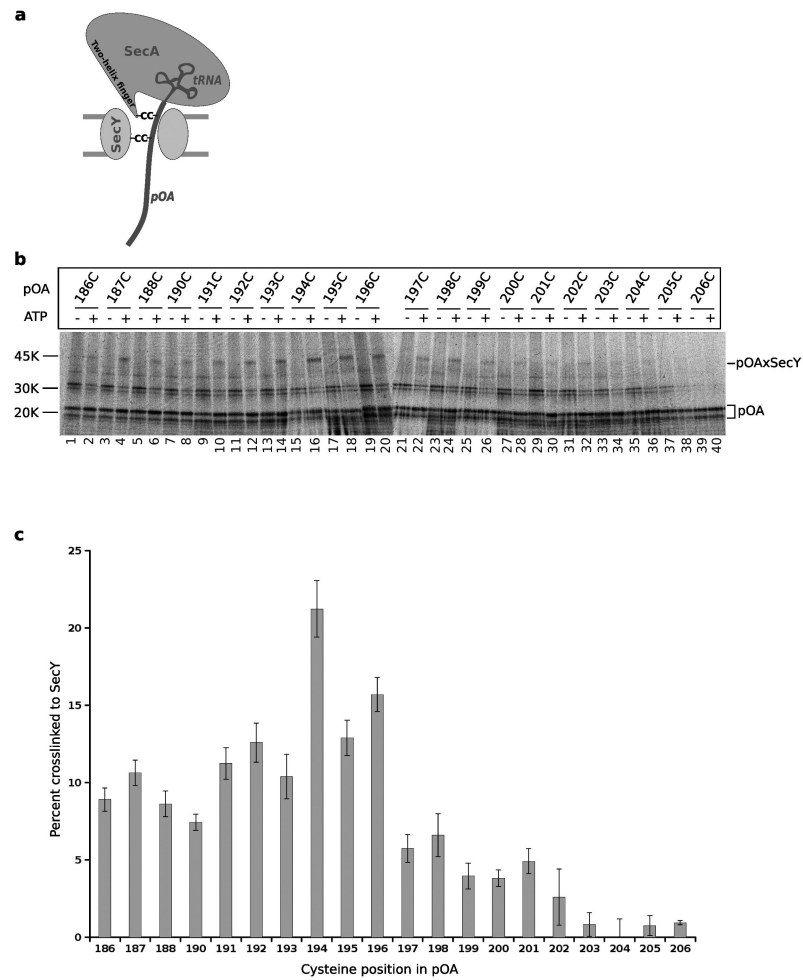 a
SecA
Two-helix finger
tRNA
CC
SecY
CC
pOA
b
pOA 186C 187C 188C 190C 191C 192C 193C 194C 195C 196C 197C 198C 199C 200C 201C 202C 203C 204C 205C 206C
ATP - + - + - + - + - + - + - + - + - + - + - + - + - + - + - + - + - + - + - + - +
45K
pOAxSecY
30K
20K
pOA
1 2 3 4 5 6 7 8 9 10 11 12 13 14 15 16 17 18 19 20 21 22 23 24 25 26 27 28 29 30 31 32 33 34 35 36 37 38 39 40
c
25
20
15
10
5
0
Percent crosslinked to SecY
186 187 188 190 191 192 193 194 195 196 197 198 199 200 201 202 203 204 205 206
Cysteine position in pOA